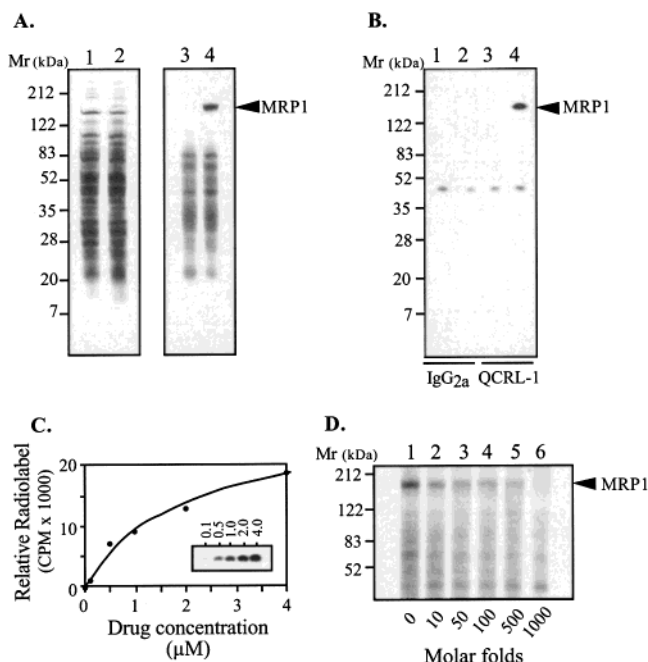 A.
Mr (kDa) 1 2 3 4
212
122
83
52
35
28
20
7
MRP1
B.
Mr (kDa) 1 2 3 4
212
122
83
52
35
28
20
7
MRP1
IgG2a QCRL-1
C.
Relative Radiolabel
(CPM x 1000)
20
10
0
0 1 2 3 4
0.1 0.5 1.0 2.0 4.0
Drug concentration
(µM)
D.
Mr (kDa) 1 2 3 4 5 6
212
122
83
52
MRP1
0 10 50 100 500 1000
Molar folds